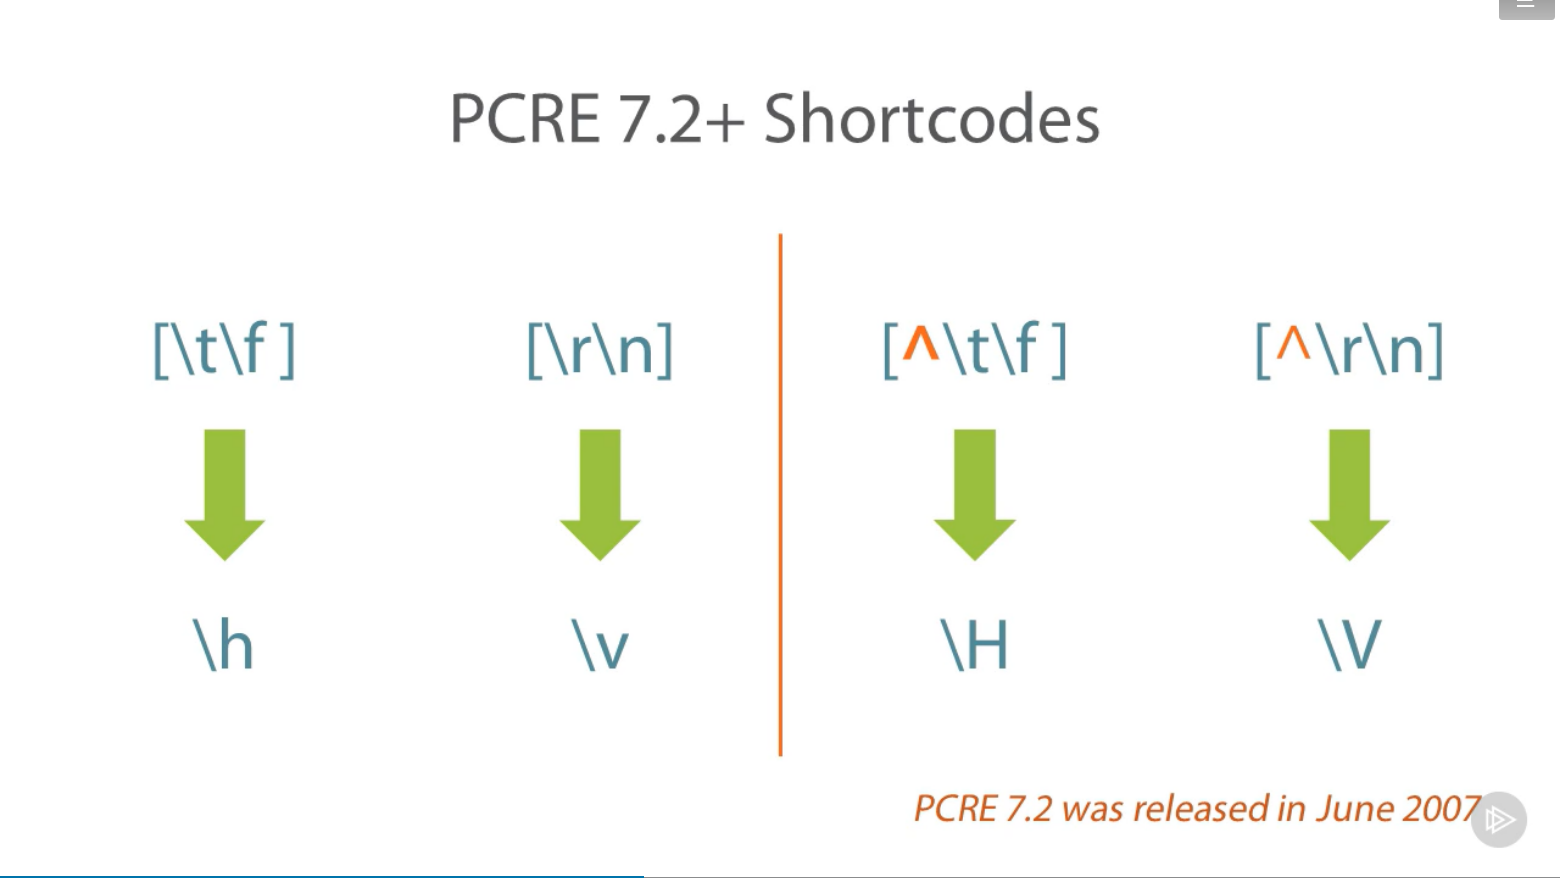 PCRE 7.2+ Shortcodes
[\t\f ] [\r\n] [^\t\f ] [^\r\n]
\h \v \H \V
PCRE 7.2 was released in June 2007